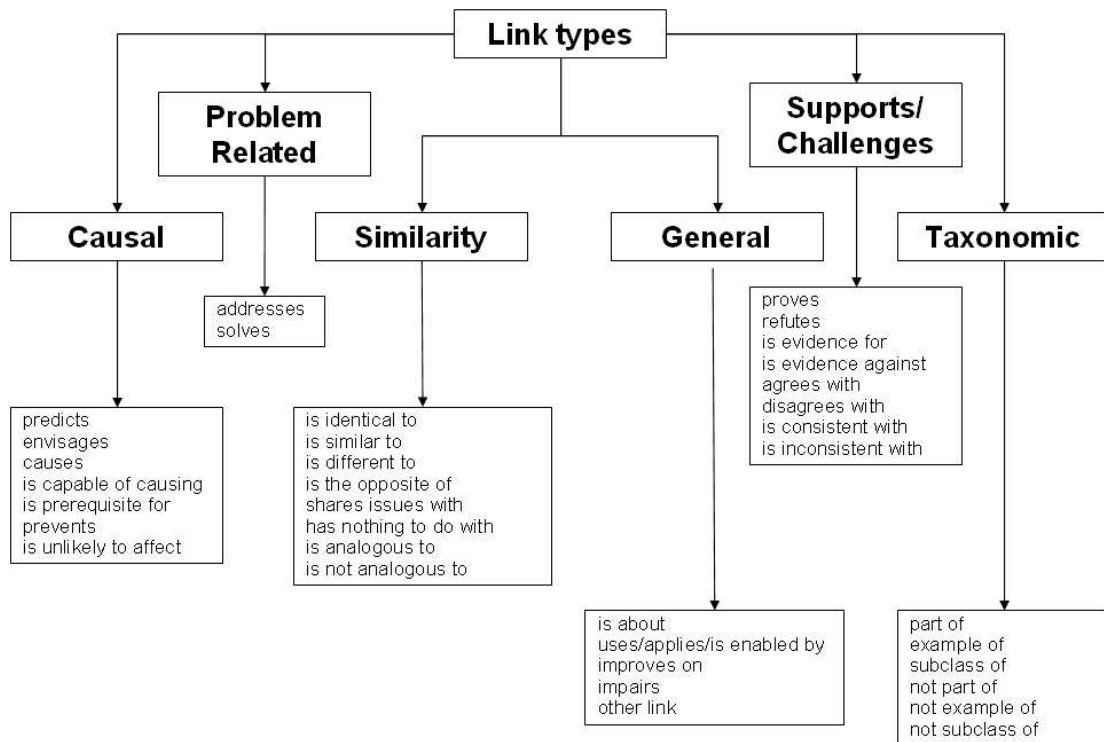 Link types
Problem
Related
Supports/
Challenges
Causal
Similarity
General
Taxonomic
addresses
solves
proves
refutes
is evidence for
is evidence against
agrees with
disagrees with
is consistent with
is inconsistent with
predicts
envisages
causes
is capable of causing
is prerequisite for
prevents
is unlikely to affect
is identical to
is similar to
is different to
is the opposite of
shares issues with
has nothing to do with
is analogous to
is not analogous to
is about
uses/applies/is enabled by
improves on
impairs
other link
part of
example of
subclass of
not part of
not example of
not subclass of